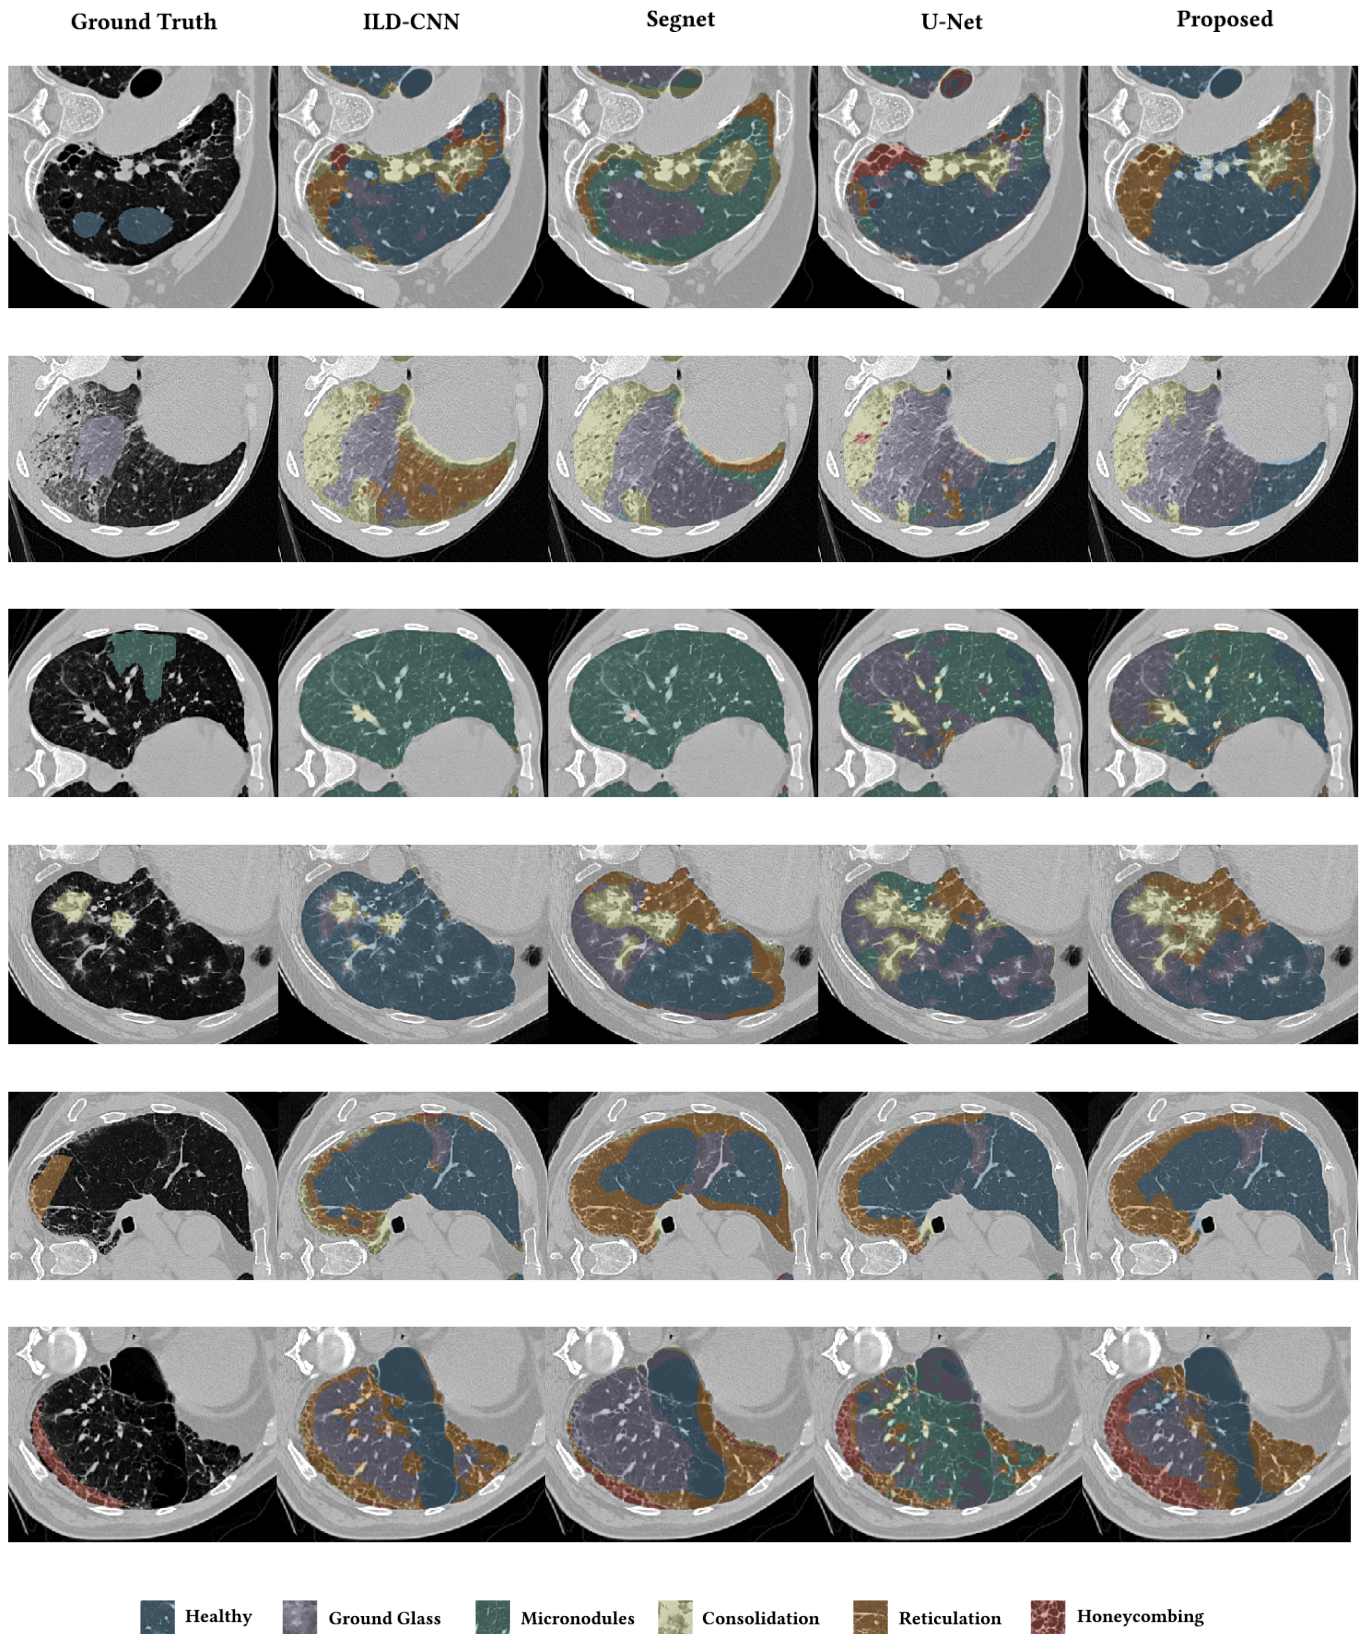 Ground Truth ILD-CNN Segnet U-Net Proposed
Healthy Ground Glass Micronodules Consolidation Reticulation Honeycombing